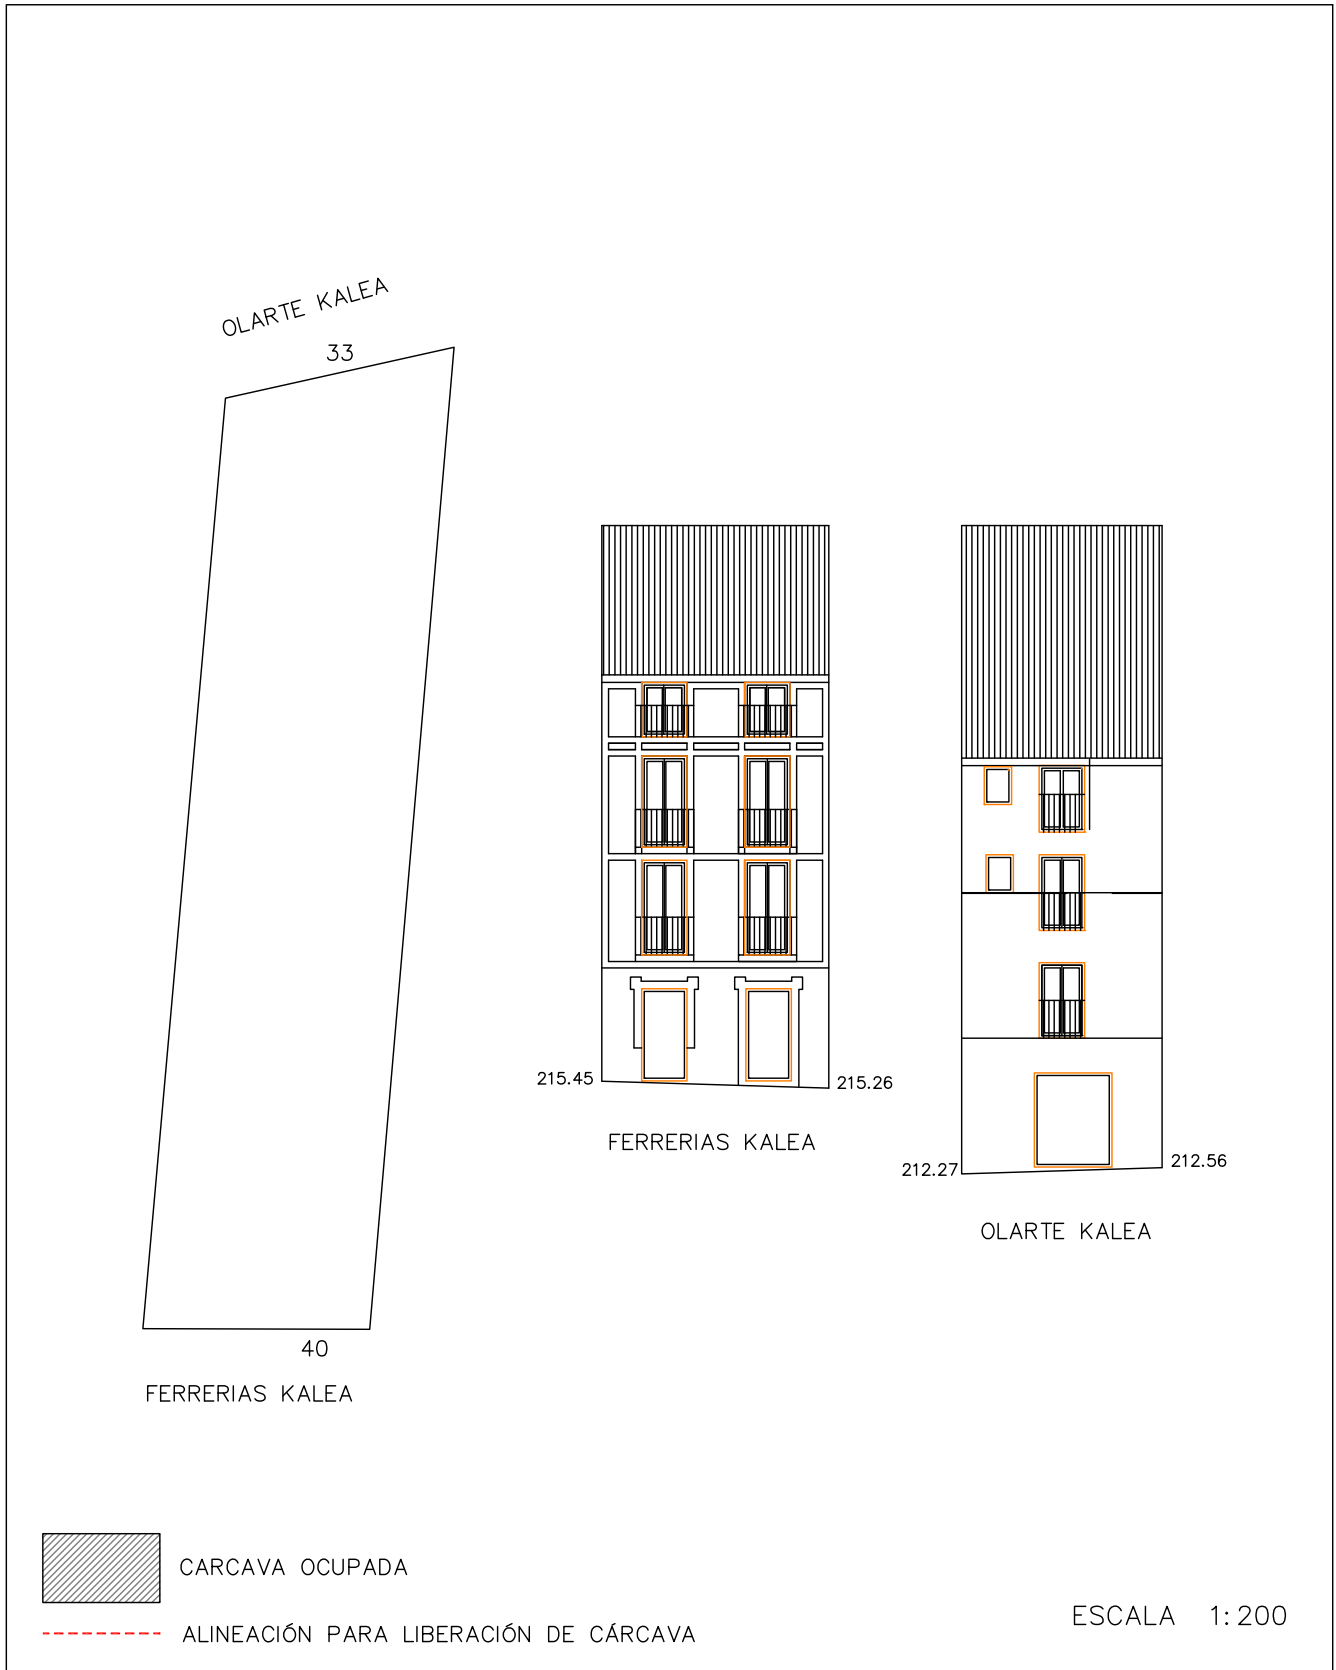 OLARTE KALEA
33
40
FERRERIAS KALEA
215.45
215.26
FERRERIAS KALEA
212.27
212.56
OLARTE KALEA
CARCAVA OCUPADA
ALINEACIÓN PARA LIBERACIÓN DE CÁRCAVA
ESCALA 1:200